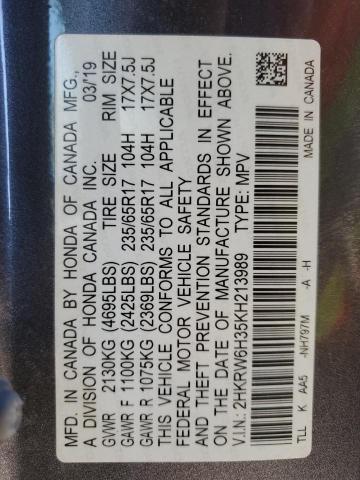 MFD. IN CANADA BY HONDA OF CANADA MFG.,
A DIVISION OF HONDA CANADA INC. 03/19
GVWR 2130KG (4695LBS) TIRE SIZE RIM SIZE
GAWR F 1100KG (2425LBS) 235/65R17 104H 17X7.5J
GAWR R 1075KG (2369LBS) 235/65R17 104H 17X7.5J
THIS VEHICLE CONFORMS TO ALL APPLICABLE
FEDERAL MOTOR VEHICLE SAFETY
AND THEFT PREVENTION STANDARDS IN EFFECT
ON THE DATE OF MANUFACTURE SHOWN ABOVE.
V.I.N.: 2HKRW6H35KH213989 TYPE: MPV
TLL K AA5 -NH797M -A -H MADE IN CANADA